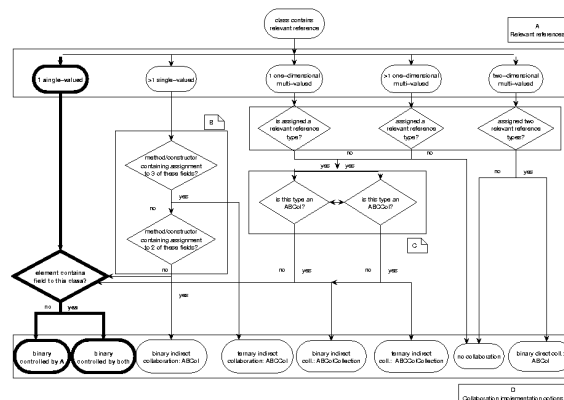 class contains
relevant reference
A
Relevant references
1 single-valued
>1 single-valued
1 one-dimensional
multi-valued
>1 one-dimensional
multi-valued
two-dimensional
multi-valued
Is assigned a
relevant reference
type?
assigned a
relevant reference
type?
assigned two
relevant reference
types?
B
no
no
yes
yes
yes
no
method/constructor
containing assignment
to 3 of these fields?
yes
is this type an
ABCol?
is this type an
ABCCol?
no
method/constructor
containing assignment
to 2 of these fields?
C
no
element contains
field to this class?
no
yes
no
yes
yes
no
yes
binary
controlled by A
binary
controlled by both
binary indirect
collaboration: ABCol
ternary indirect
collaboration: ABCCol
binary indirect
coll.: ABColCollection
ternary indirect
coll.: ABCColCollection
no collaboration
binary direct coll.:
ABCol
D
Collaboration implementation options